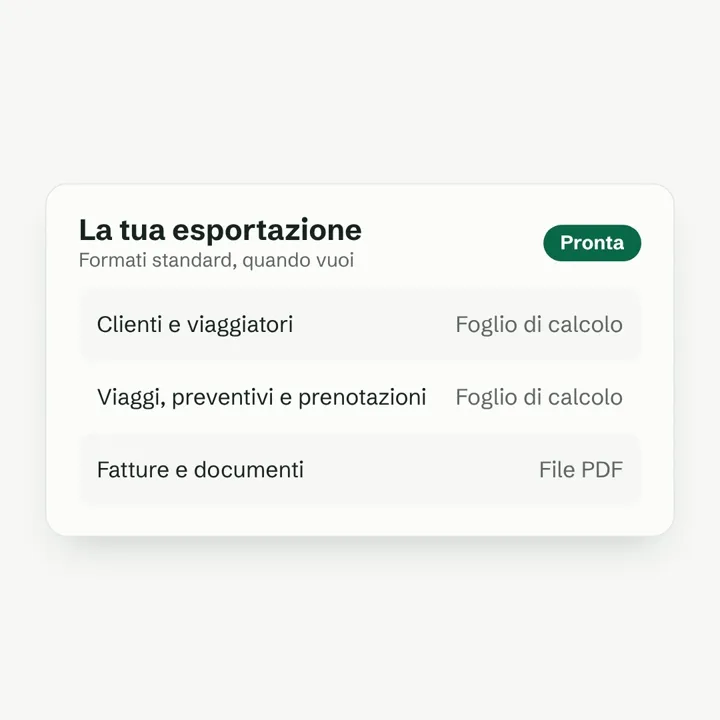 La tua esportazione
Formati standard, quando vuoi
Pronta
Clienti e viaggiatori Foglio di calcolo
Viaggi, preventivi e prenotazioni Foglio di calcolo
Fatture e documenti File PDF